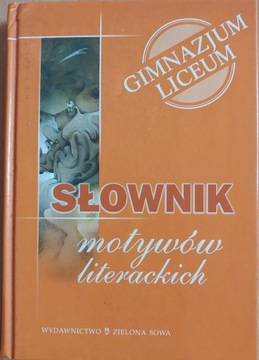 GIMNAZJUM
LICEUM
SŁOWNIK
motywów
literackich
WYDAWNICTWO ZIELONA SOWA